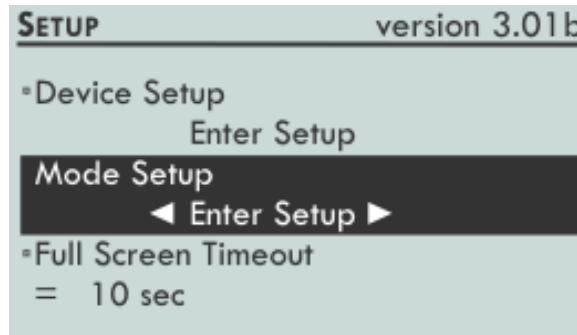 SETUP version 3.01b
Device Setup
Enter Setup
Mode Setup
◄ Enter Setup ►
Full Screen Timeout
= 10 sec